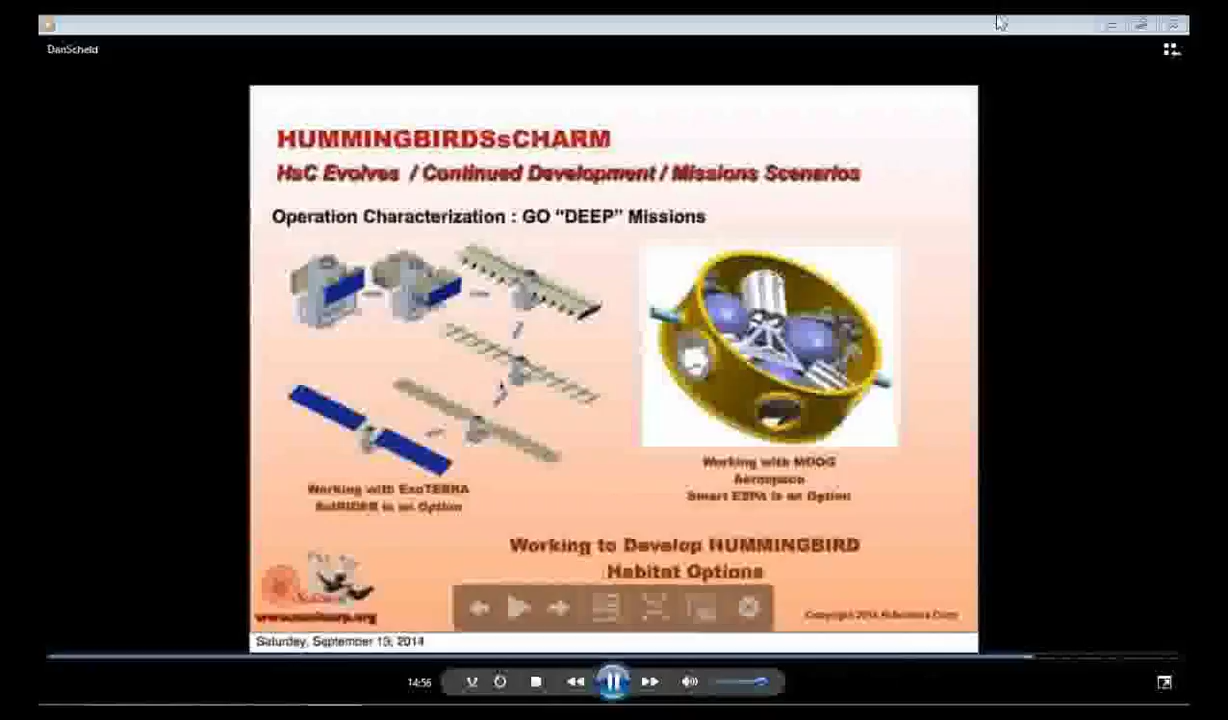 DanScheld
HUMMINGBIRDSsCHARM
HsC Evolves / Continued Development / Missions Scenarios
Operation Characterization : GO "DEEP" Missions
Working with MOOG
Aerospace
Smart ESPA is an Option
Working with ExoTERRA
is an Option
Working to Develop HUMMINGBIRD
Habitat Options
Copyright 2014
Saturday, September 13, 2014
14:56